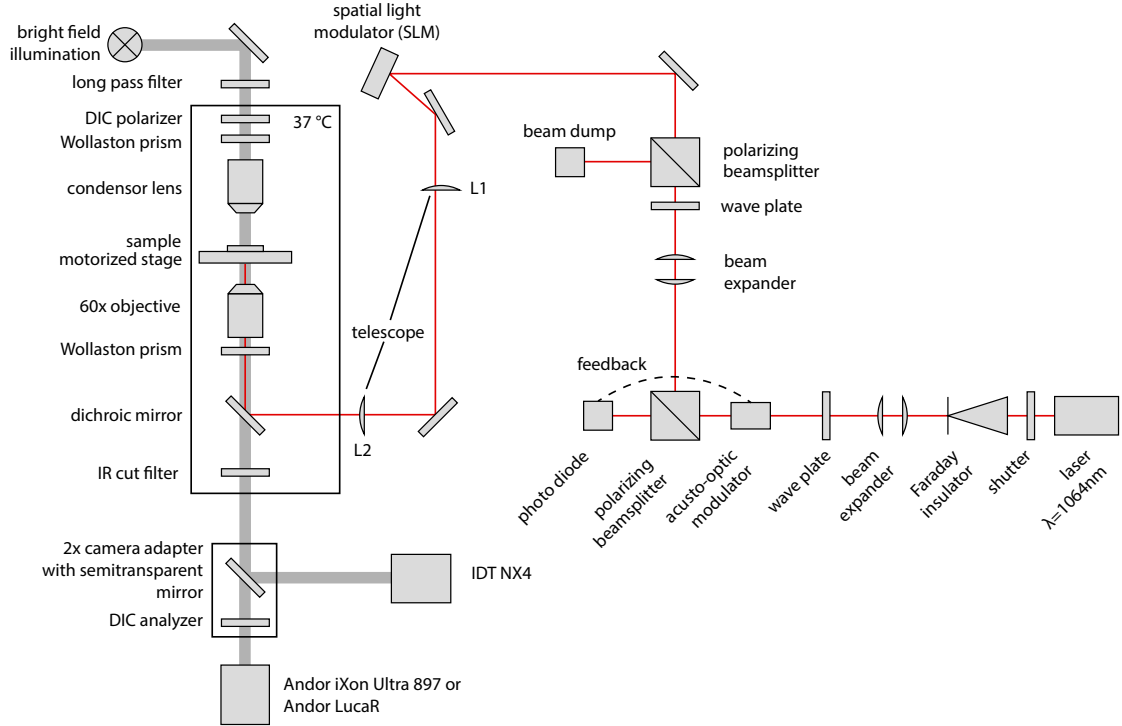 bright field
illumination
long pass filter
DIC polarizer
37 °C
Wollaston prism
condensor lens
sample
motorized stage
60x objective
Wollaston prism
dichroic mirror
IR cut filter
2x camera adapter
with semitransparent
mirror
DIC analyzer
IDT NX4
Andor iXon Ultra 897 or
Andor LucaR
spatial light
modulator (SLM)
L1
telescope
L2
beam dump
polarizing
beamsplitter
wave plate
beam
expander
feedback
photo diode
polarizing
beamsplitter
acusto-optic
modulator
wave plate
beam
expander
Faraday
insulator
shutter
laser
λ=1064nm